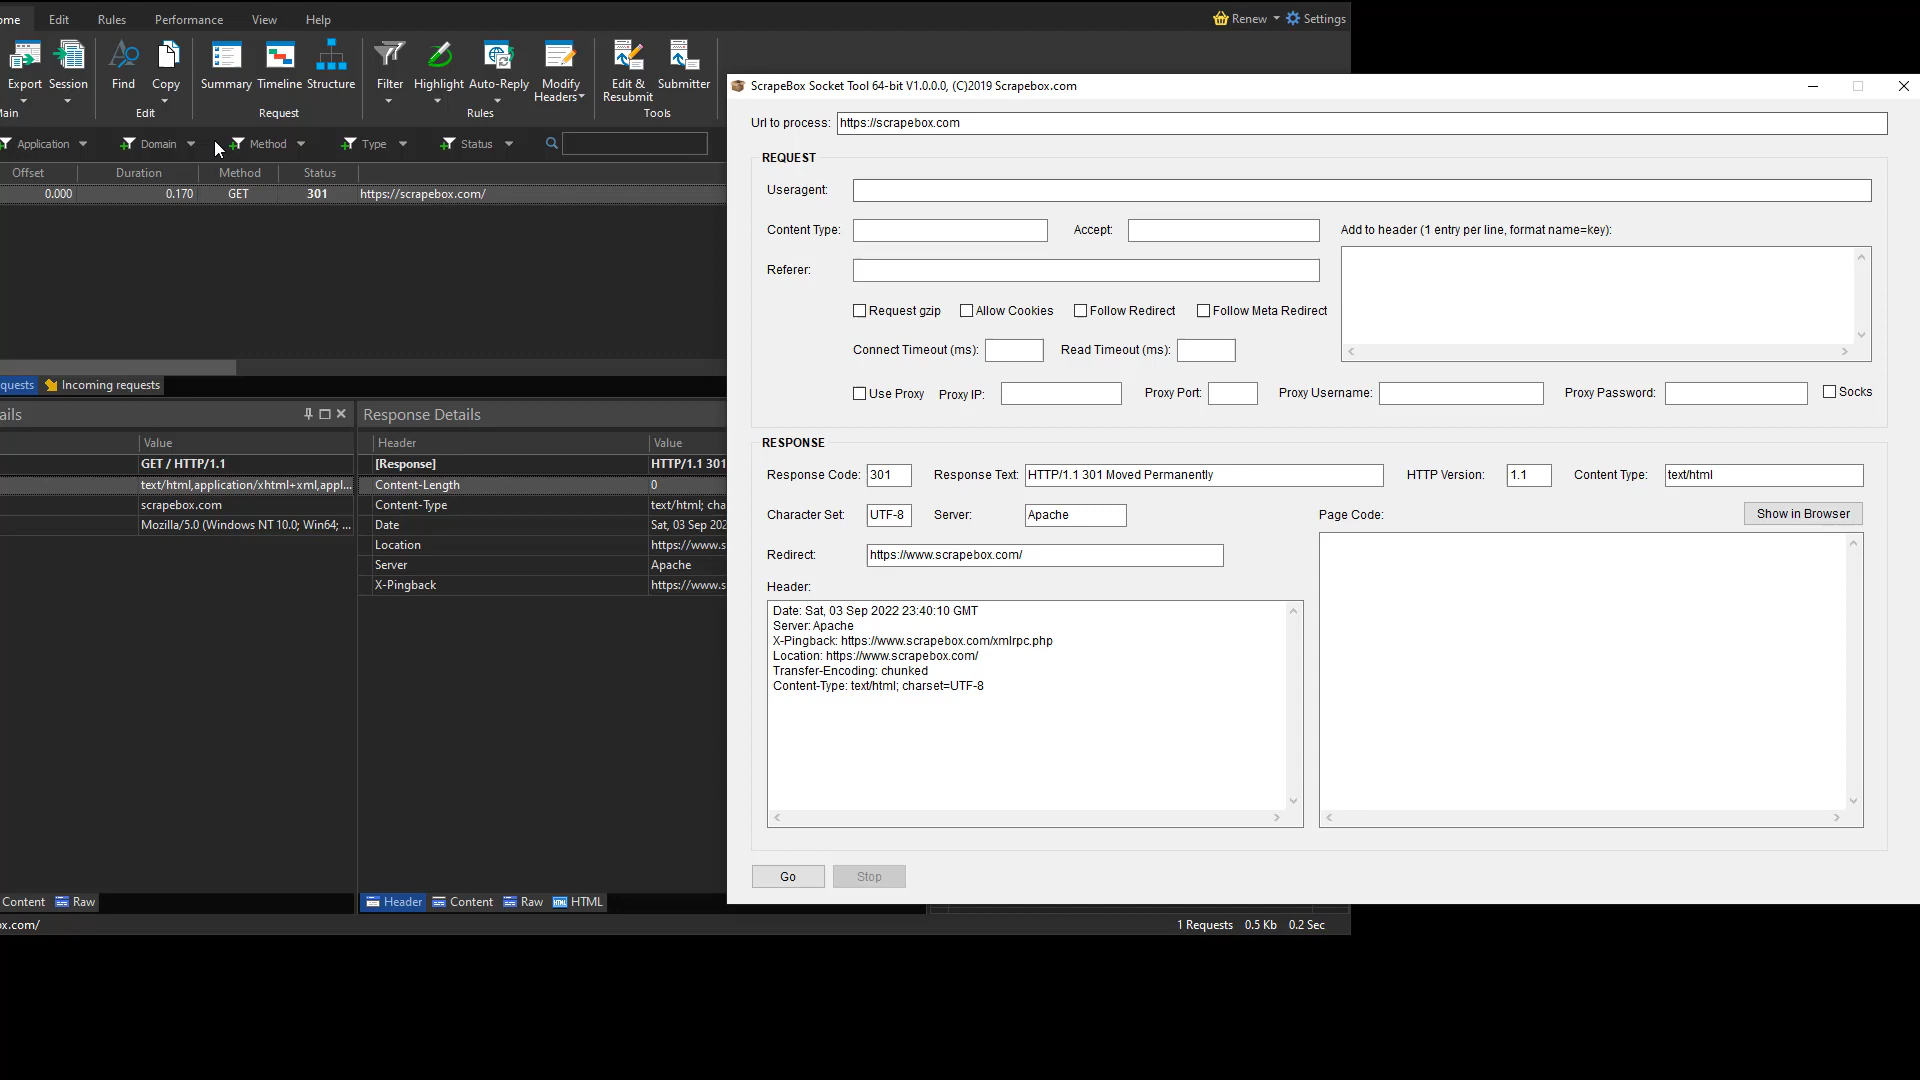 ome Edit Rules Performance View Help Renew Settings
Export Session Find Copy Summary Timeline Structure Filter Highlight Auto-Reply Modify Headers Edit & Resubmit Submitter
ain Edit Request Rules Tools
Application Domain Method Type Status
Offset Duration Method Status
0.000 0.170 GET 301 https://scrapebox.com/
quests Incoming requests
ails
Value
GET / HTTP/1.1
text/html,application/xhtml+xml,appl...
scrapebox.com
Mozilla/5.0 (Windows NT 10.0; Win64; ...
Content Raw
Response Details
Header Value
[Response] HTTP/1.1 301
Content-Length 0
Content-Type text/html; cha
Date Sat, 03 Sep 202
Location https://www.s
Server Apache
X-Pingback https://www.s
Header Content Raw HTML
ox.com/ 1 Requests 0.5 Kb 0.2 Sec
ScrapeBox Socket Tool 64-bit V1.0.0.0, (C)2019 Scrapebox.com
Url to process: https://scrapebox.com
REQUEST
Useragent:
Content Type: Accept: Add to header (1 entry per line, format name=key):
Referer:
Request gzip Allow Cookies Follow Redirect Follow Meta Redirect
Connect Timeout (ms): Read Timeout (ms):
Use Proxy Proxy IP: Proxy Port: Proxy Username: Proxy Password: Socks
RESPONSE
Response Code: 301 Response Text: HTTP/1.1 301 Moved Permanently HTTP Version: 1.1 Content Type: text/html
Character Set: UTF-8 Server: Apache Page Code: Show in Browser
Redirect: https://www.scrapebox.com/
Header:
Date: Sat, 03 Sep 2022 23:40:10 GMT
Server: Apache
X-Pingback: https://www.scrapebox.com/xmlrpc.php
Location: https://www.scrapebox.com/
Transfer-Encoding: chunked
Content-Type: text/html; charset=UTF-8
Go Stop